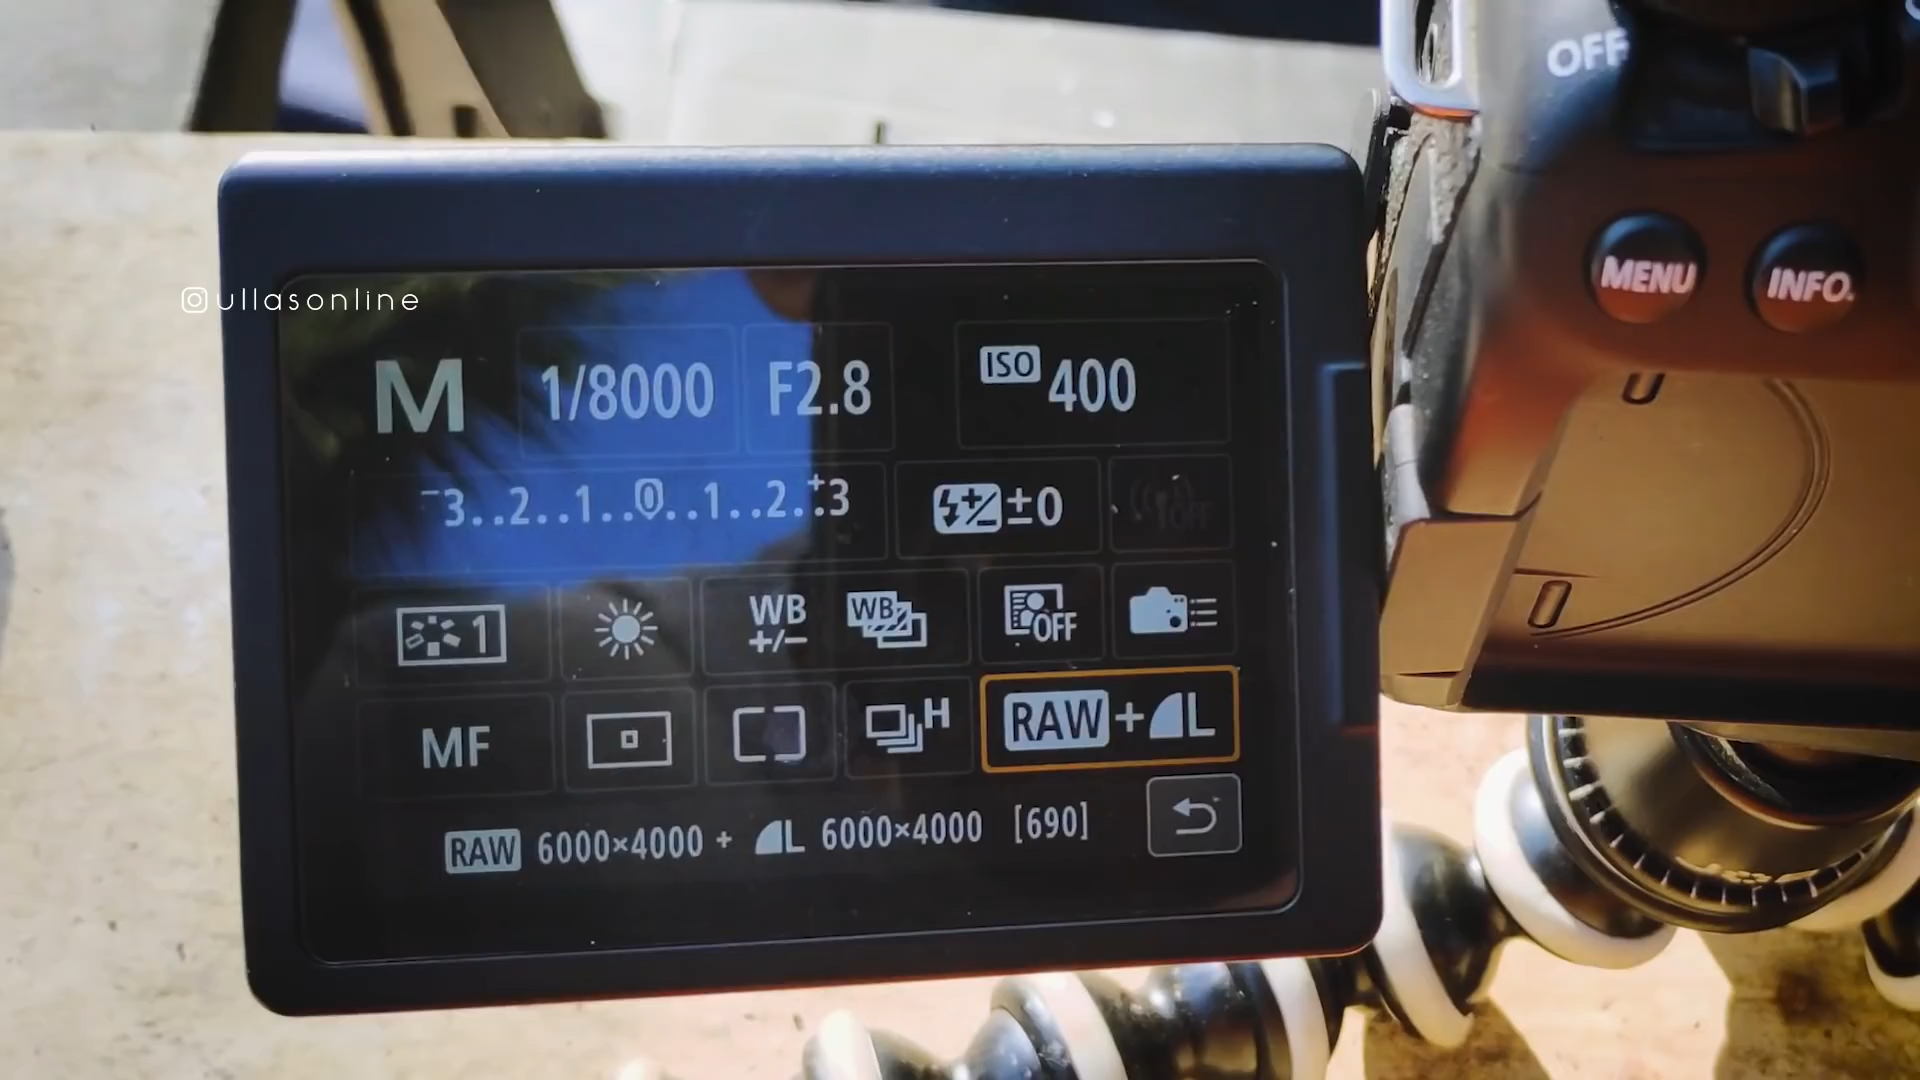 OFF
MENU INFO.
@ullasonline
M 1/8000 F2.8 ISO 400
-3..2..1..0..1..2..+3 ±0 OFF
1 WB +/- WB OFF
MF H RAW+L
RAW 6000×4000 + L 6000×4000 [690]